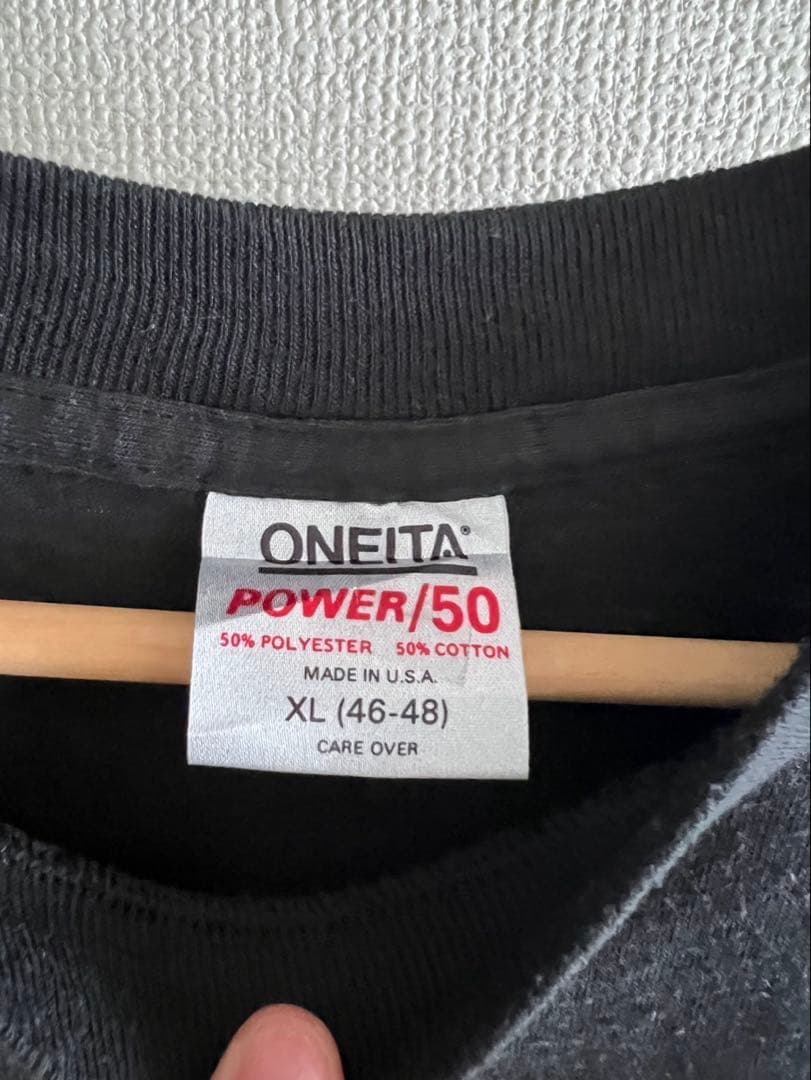 ONEITA®
POWER/50
50% POLYESTER 50% COTTON
MADE IN U.S.A.
XL (46-48)
CARE OVER